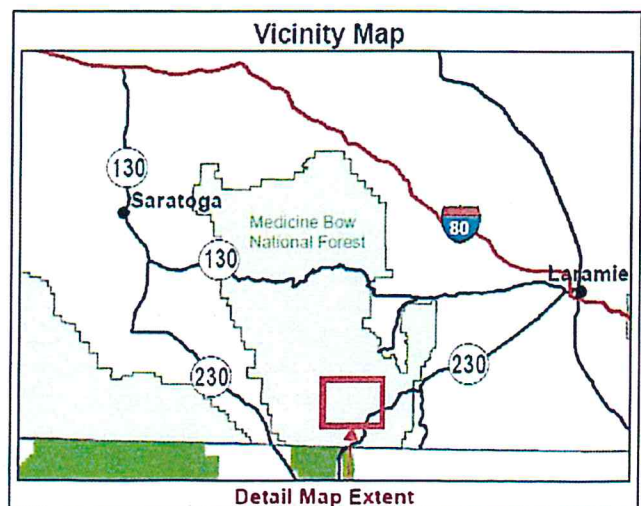 Vicinity Map
130
Saratoga
Medicine Bow
National Forest
130
80
Laramie
230
230
Detail Map Extent